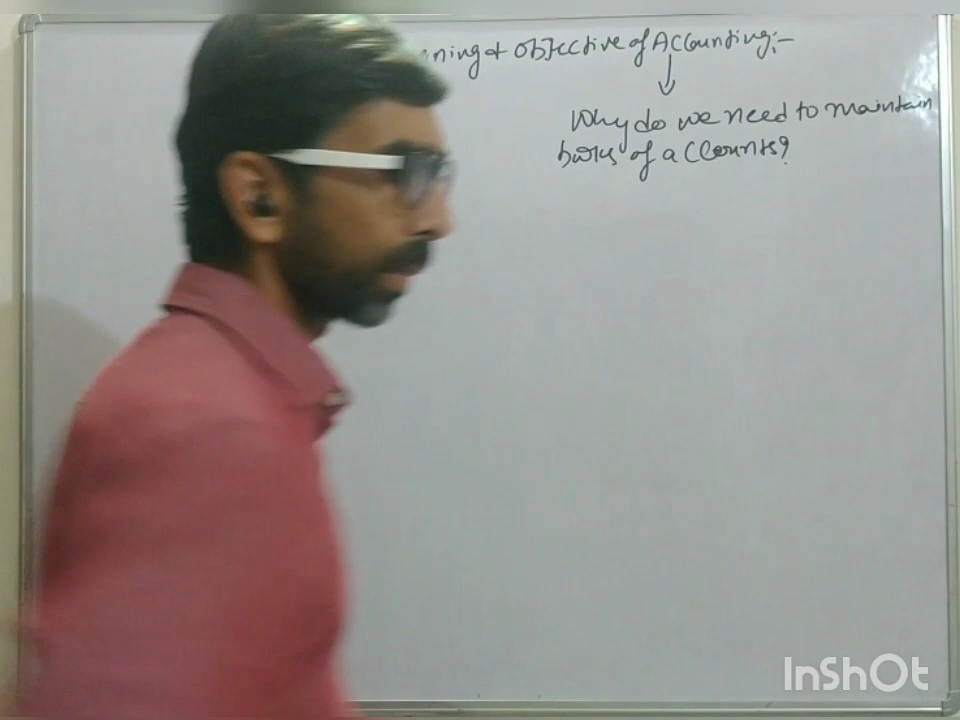 ning & objective of Accounting:-
Why do we need to maintain
books of accounts?
InShOt